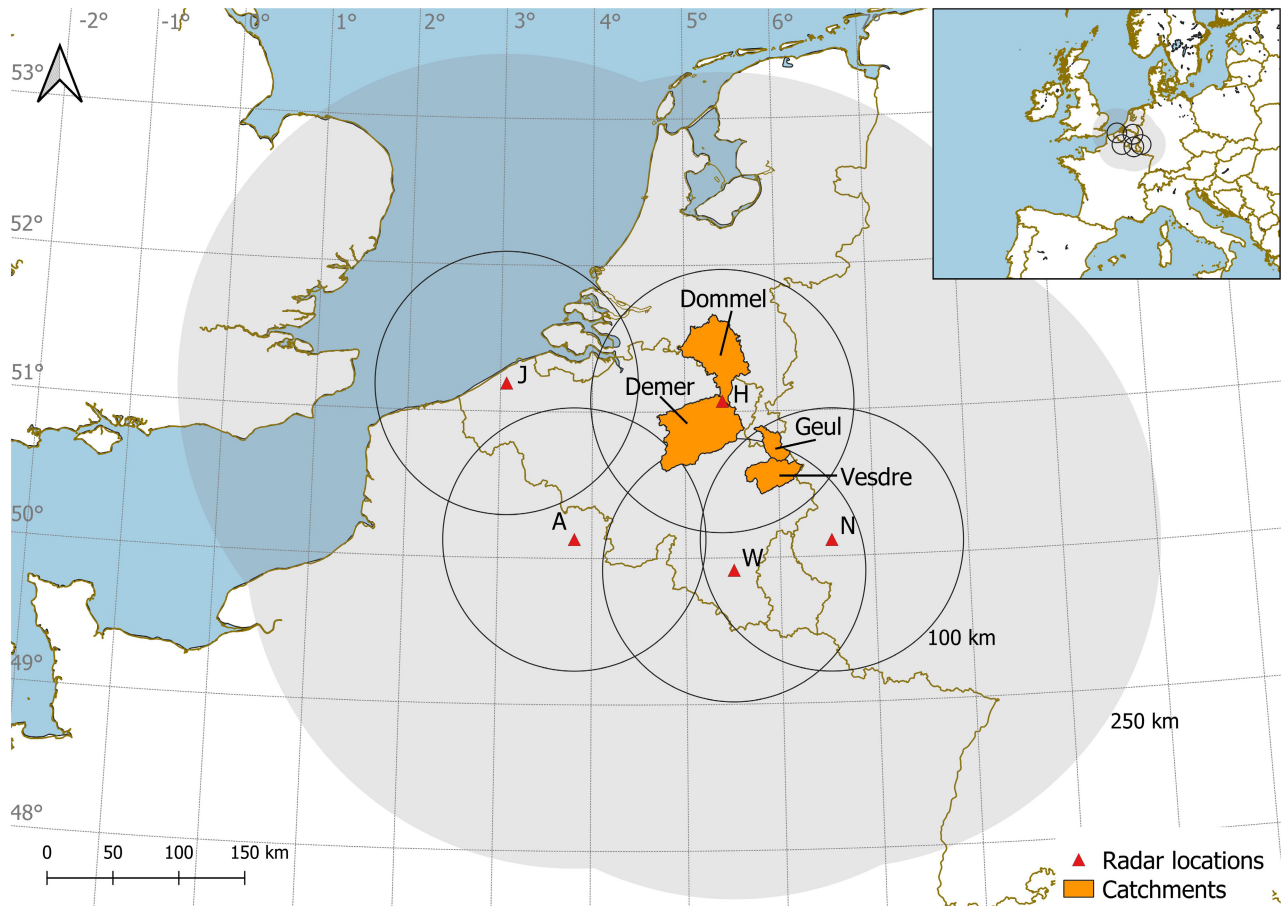 -2° -1° 0° 1° 2° 3° 4° 5° 6° 7°
53°
52°
51°
50°
49°
48°
Dommel
J
Demer
H
Geul
Vesdre
A
N
W
100 km
250 km
0 50 100 150 km
Radar locations
Catchments